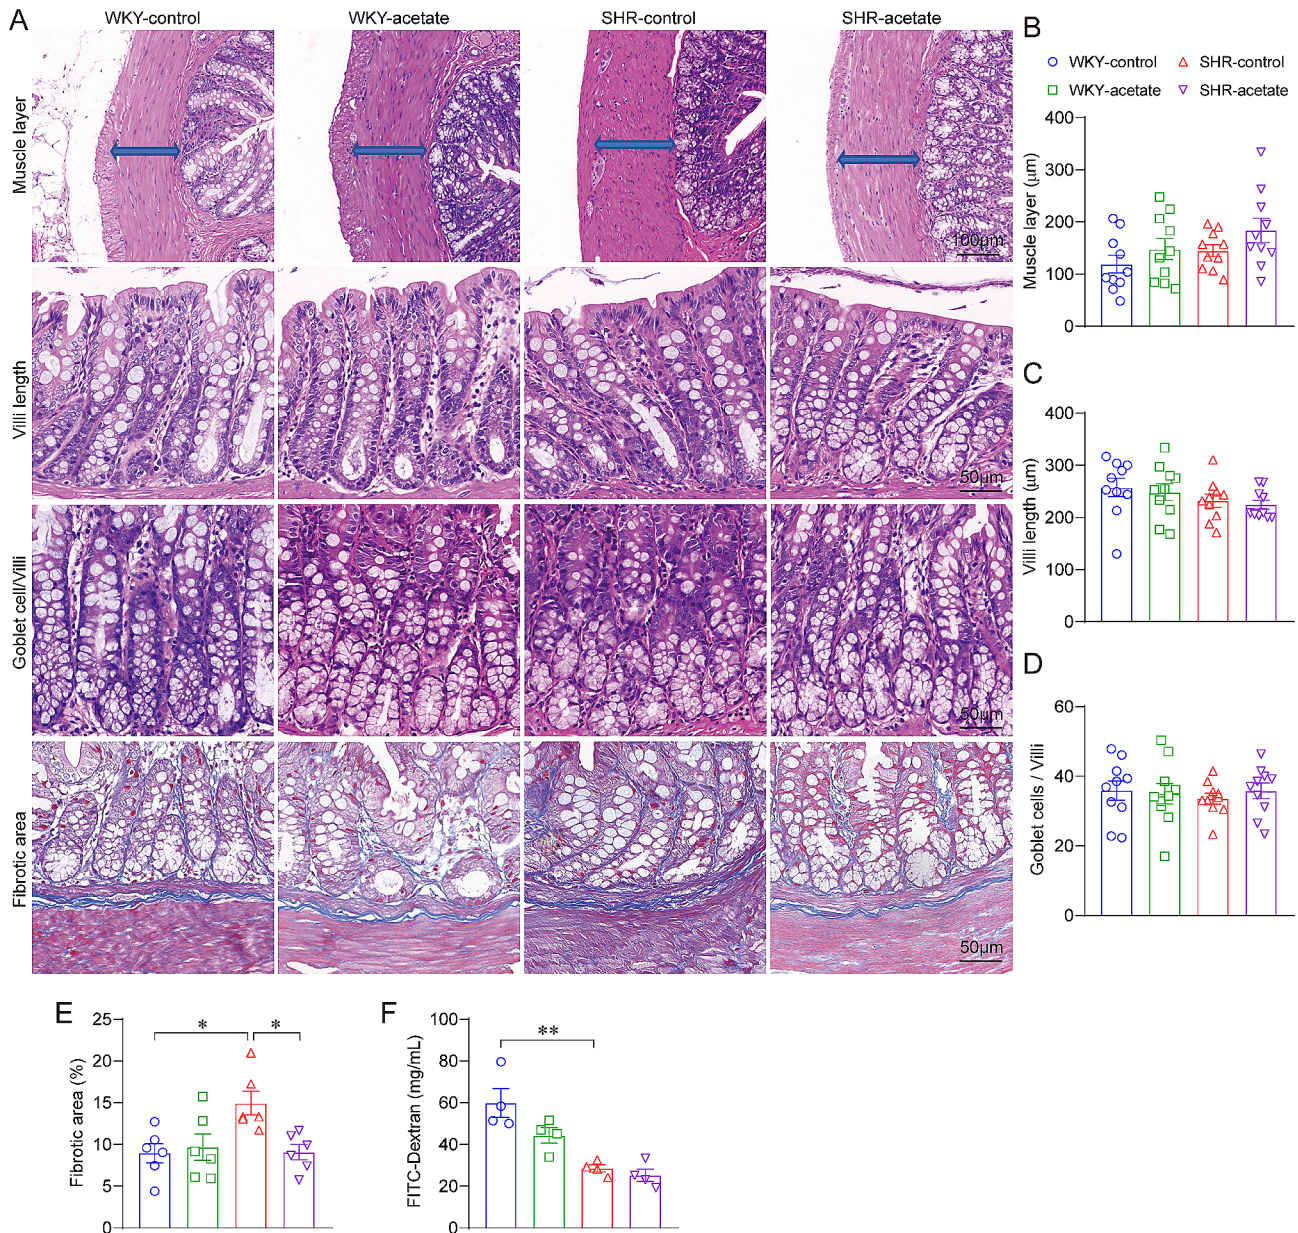 A
WKY-control
WKY-acetate
SHR-control
SHR-acetate
Muscle layer
100μm
Villi length
50μm
Goblet cell/Villi
50μm
Fibrotic area
50μm
B
WKY-control
SHR-control
WKY-acetate
SHR-acetate
Muscle layer (μm)
400
300
200
100
0
C
Villi length (μm)
400
300
200
100
0
D
Goblet cells / Villi
60
40
20
0
E
Fibrotic area (%)
25
20
15
10
5
0
*
*
F
FITC-Dextran (mg/mL)
100
80
60
40
20
0
**